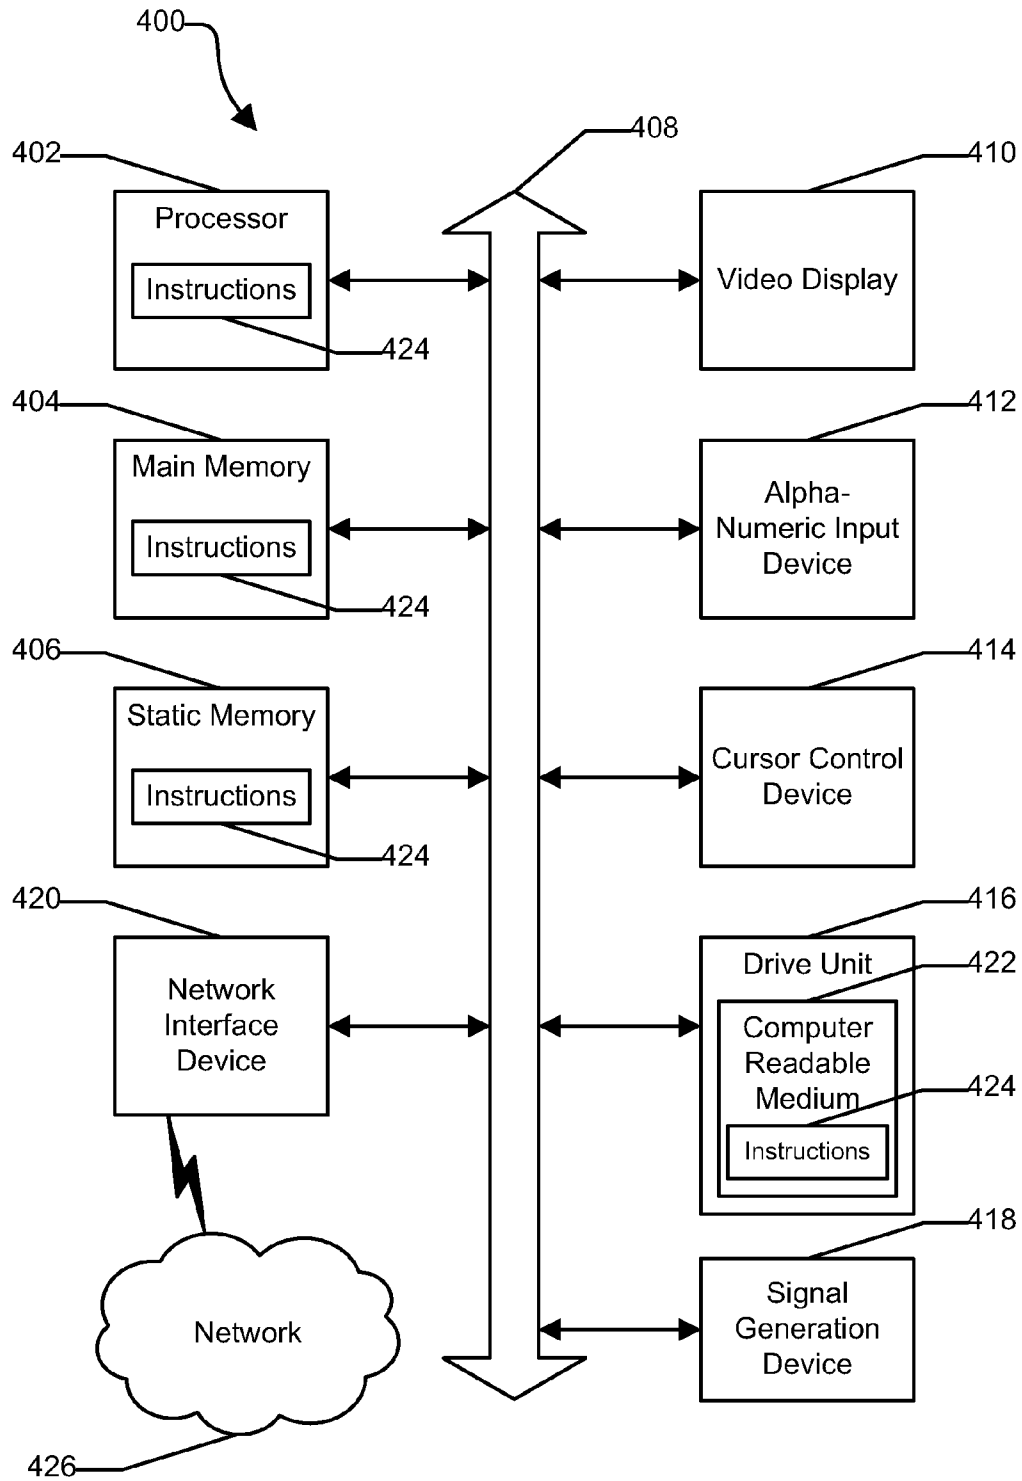 400
408
402
410
Processor
Instructions
424
Video Display
404
412
Main Memory
Instructions
424
Alpha-
Numeric Input
Device
406
414
Static Memory
Instructions
424
Cursor Control
Device
420
416
Network
Interface
Device
Drive Unit
422
Computer
Readable
Medium
424
Instructions
418
Signal
Generation
Device
Network
426